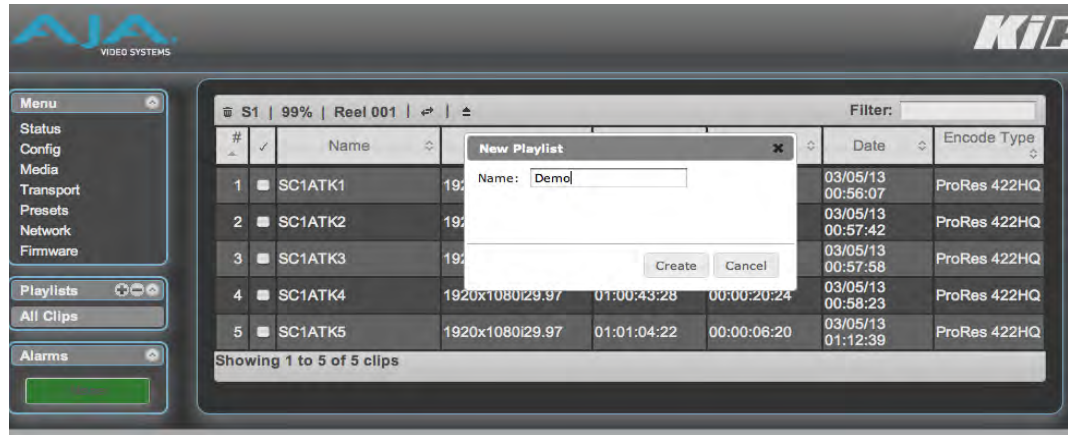 AJA
VIDEO SYSTEMS
Menu
Status
Config
Media
Transport
Presets
Network
Firmware
Playlists
All Clips
Alarms
S1 | 99% | Reel 001 | |
Filter:
# ✓ Name Date Encode Type
1 SC1ATK1 192 03/05/13 00:56:07 ProRes 422HQ
2 SC1ATK2 192 03/05/13 00:57:42 ProRes 422HQ
3 SC1ATK3 192 03/05/13 00:57:58 ProRes 422HQ
4 SC1ATK4 1920x1080i29.97 01:00:43:28 00:00:20:24 03/05/13 00:58:23 ProRes 422HQ
5 SC1ATK5 1920x1080i29.97 01:01:04:22 00:00:06:20 03/05/13 01:12:39 ProRes 422HQ
Showing 1 to 5 of 5 clips
New Playlist
Name: Demo
Create Cancel